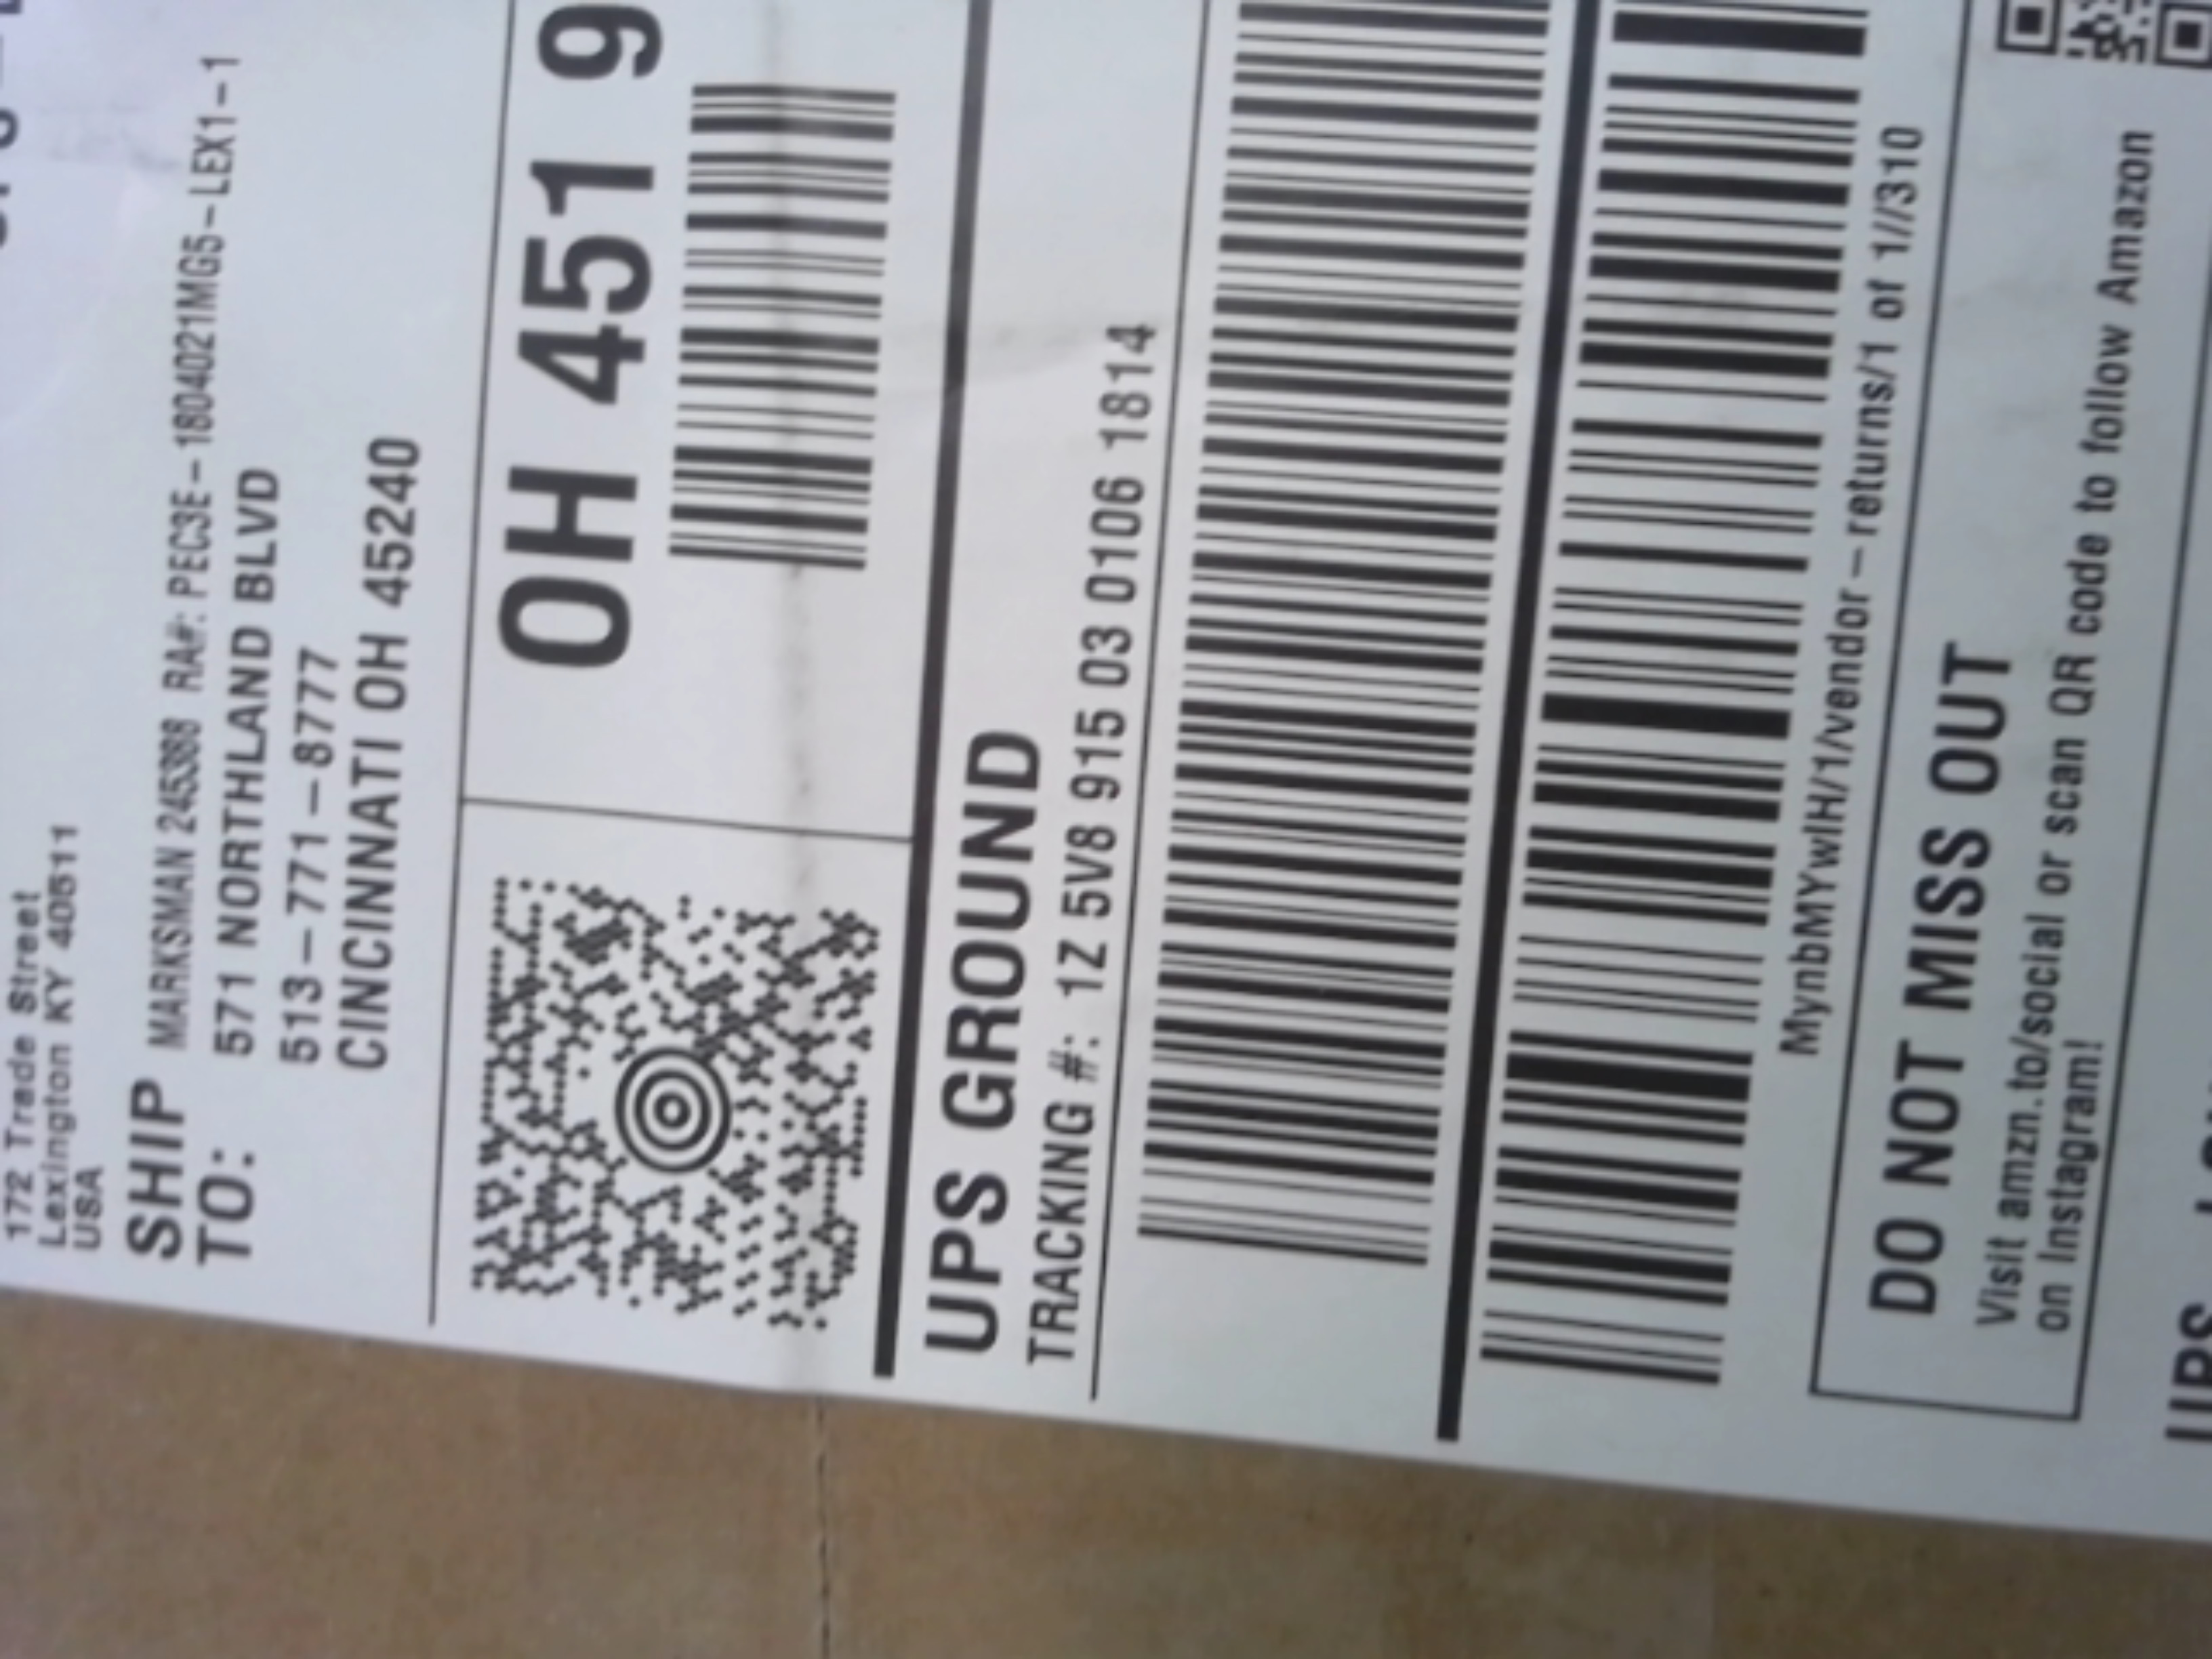 172 Trade Street
Lexington KY 40511
USA
SHIP
TO:
MARKSMAN 245388 RA#: PEC3E-1804021MG5-LEX1-1
571 NORTHLAND BLVD
513-771-8777
CINCINNATI OH 45240
OH 451 9
UPS GROUND
TRACKING #: 1Z 5V8 915 03 0106 1814
MynbMYwlH/1/vendor-returns/1 of 1//310
DO NOT MISS OUT
Visit amzn.to/social or scan QR code to follow Amazon
on Instagram!
UPS